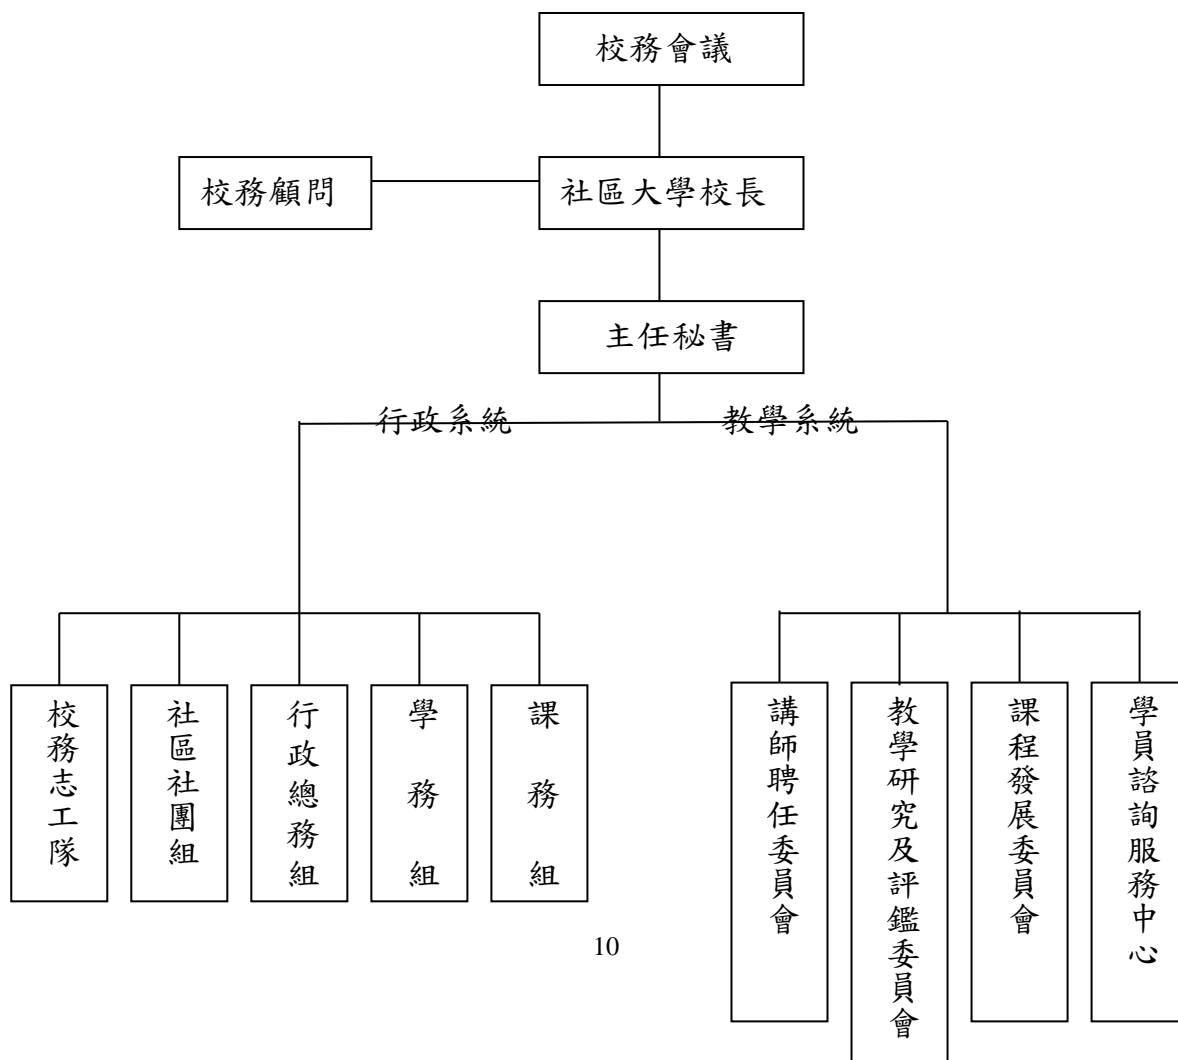 校務會議
校務顧問
社區大學校長
主任秘書
行政系統
教學系統
校務志工隊
社區社團組
行政總務組
學務組
課務組
講師聘任委員會
教學研究及評鑑委員會
課程發展委員會
學員諮詢服務中心
10